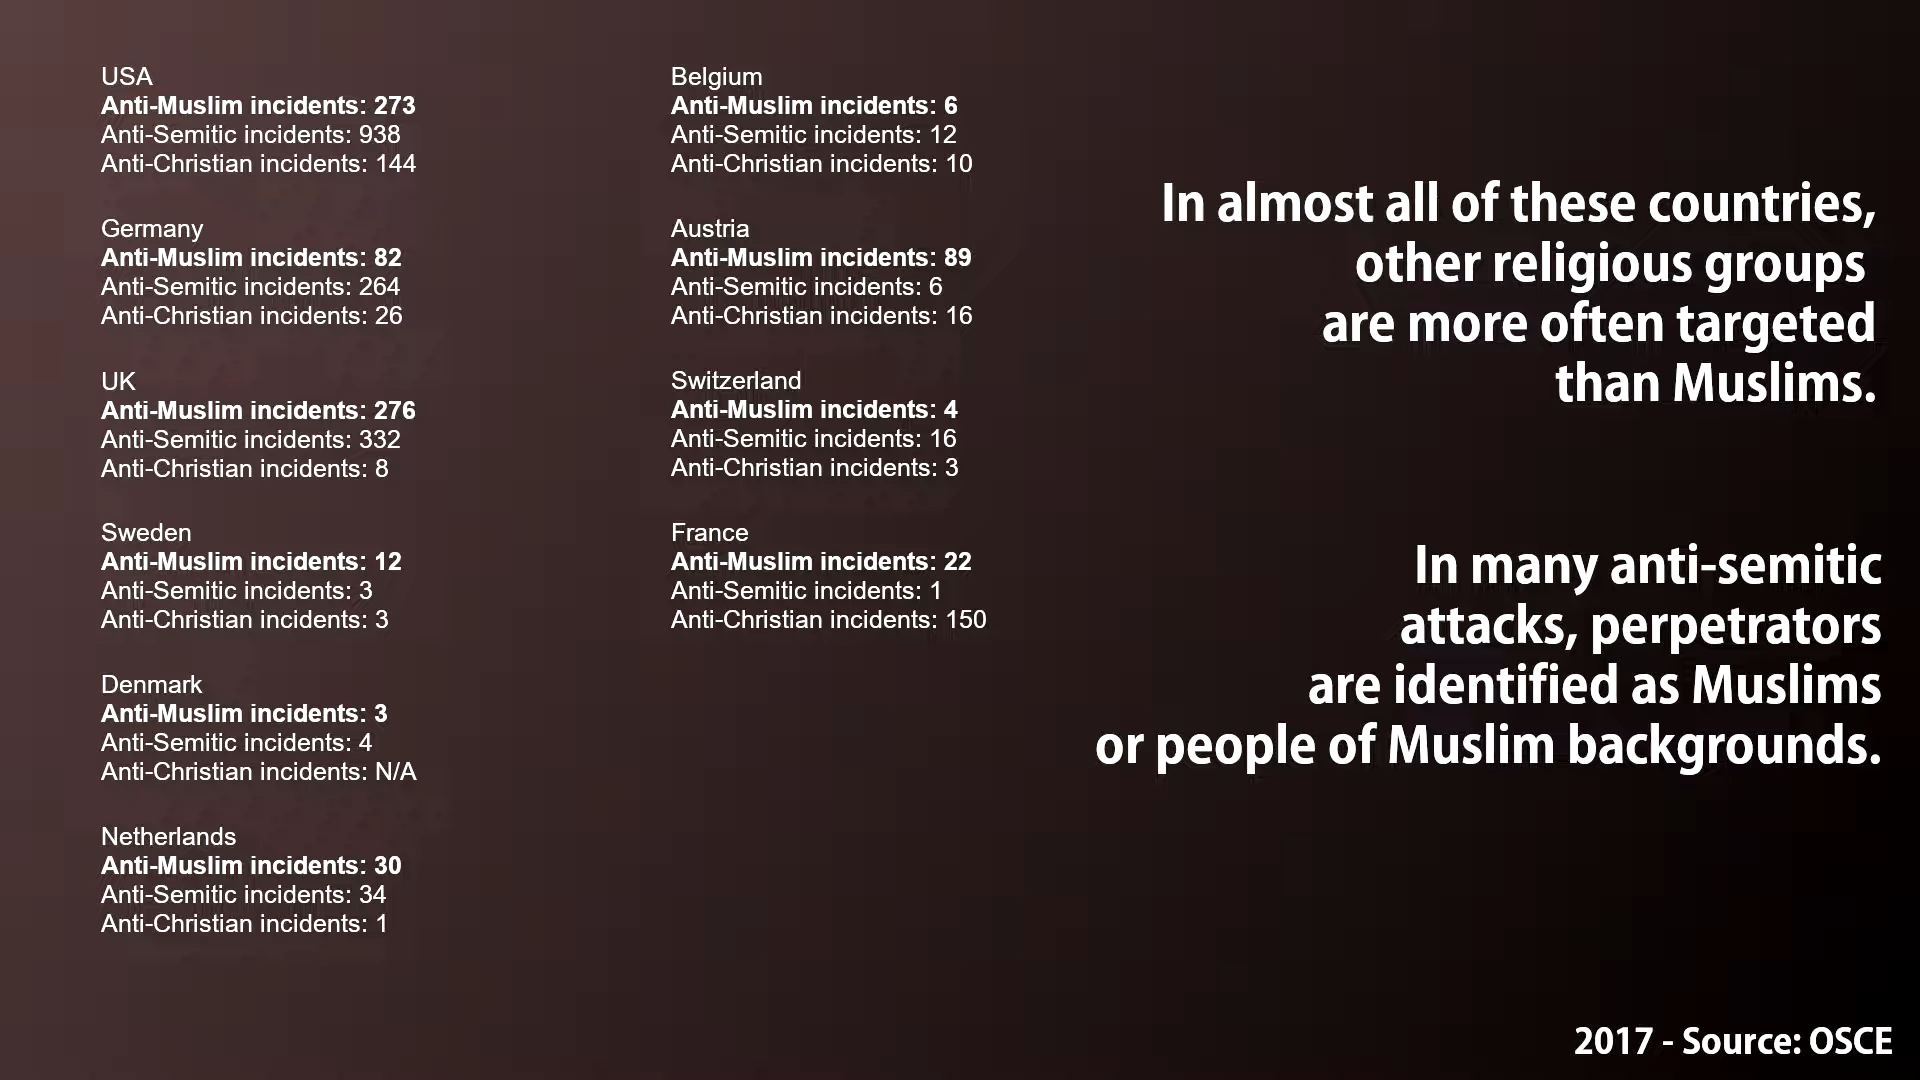 USA
Anti-Muslim incidents: 273
Anti-Semitic incidents: 938
Anti-Christian incidents: 144
Germany
Anti-Muslim incidents: 82
Anti-Semitic incidents: 264
Anti-Christian incidents: 26
UK
Anti-Muslim incidents: 276
Anti-Semitic incidents: 332
Anti-Christian incidents: 8
Sweden
Anti-Muslim incidents: 12
Anti-Semitic incidents: 3
Anti-Christian incidents: 3
Denmark
Anti-Muslim incidents: 3
Anti-Semitic incidents: 4
Anti-Christian incidents: N/A
Netherlands
Anti-Muslim incidents: 30
Anti-Semitic incidents: 34
Anti-Christian incidents: 1
Belgium
Anti-Muslim incidents: 6
Anti-Semitic incidents: 12
Anti-Christian incidents: 10
Austria
Anti-Muslim incidents: 89
Anti-Semitic incidents: 6
Anti-Christian incidents: 16
Switzerland
Anti-Muslim incidents: 4
Anti-Semitic incidents: 16
Anti-Christian incidents: 3
France
Anti-Muslim incidents: 22
Anti-Semitic incidents: 1
Anti-Christian incidents: 150
In almost all of these countries,
other religious groups
are more often targeted
than Muslims.
In many anti-semitic
attacks, perpetrators
are identified as Muslims
or people of Muslim backgrounds.
2017 - Source: OSCE